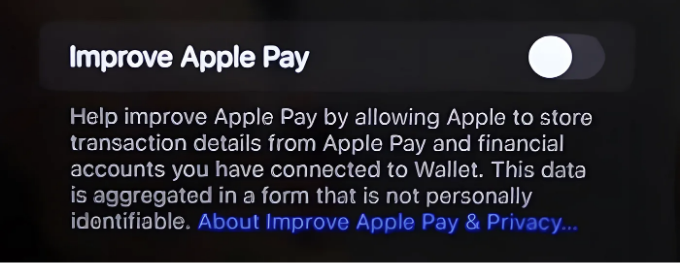 Improve Apple Pay
Help improve Apple Pay by allowing Apple to store
transaction details from Apple Pay and financial
accounts you have connected to Wallet. This data
is aggregated in a form that is not personally
identifiable. About Improve Apple Pay & Privacy...